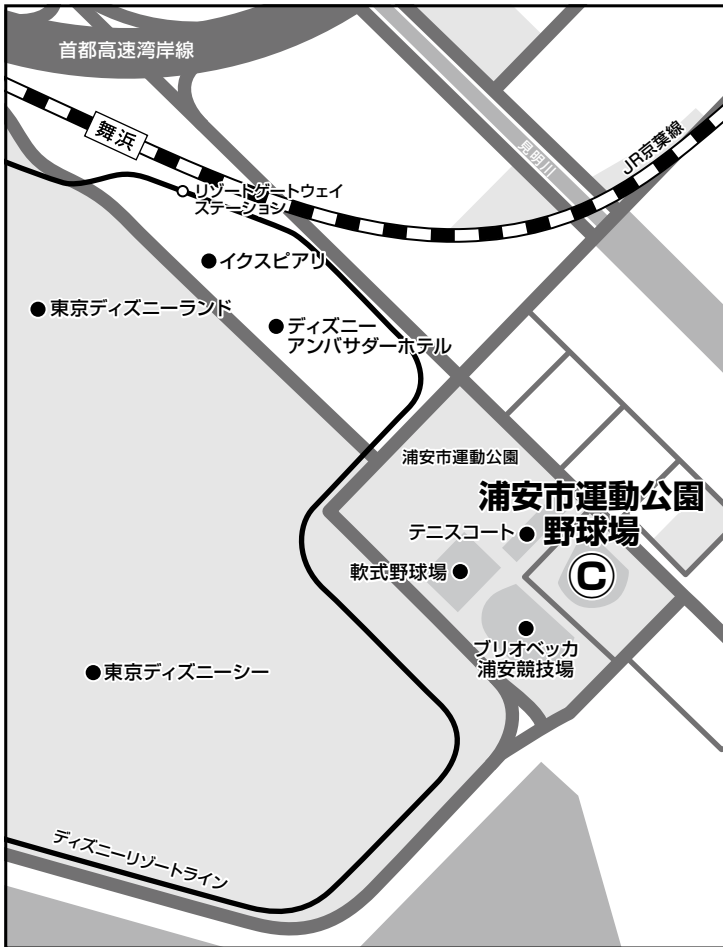 首都高速湾岸線
舞浜
見明川
JR京葉線
リゾートゲートウェイ
ステーション
イクスピアリ
東京ディズニーランド
ディズニー
アンバサダーホテル
浦安市運動公園
浦安市運動公園
野球場
テニスコート
C
軟式野球場
ブリオベッカ
浦安競技場
東京ディズニーシー
ディズニーリゾートライン